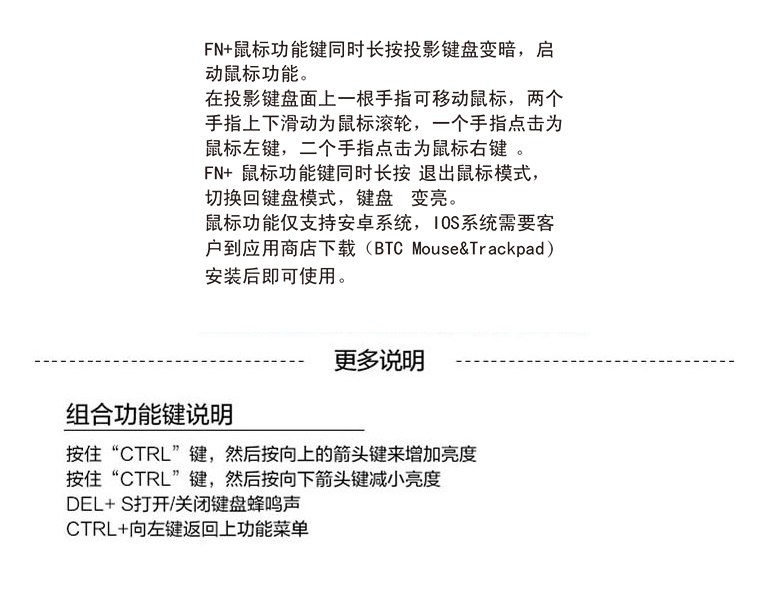 FN+鼠标功能键同时长按投影键盘变暗，启
动鼠标功能。
在投影键盘面上一根手指可移动鼠标，两个
手指上下滑动为鼠标滚轮，一个手指点击为
鼠标左键，二个手指点击为鼠标右键 。
FN+ 鼠标功能键同时长按 退出鼠标模式，
切换回键盘模式，键盘 变亮。
鼠标功能仅支持安卓系统，IOS系统需要客
户到应用商店下载（BTC Mouse&Trackpad）
安装后即可使用。
更多说明
组合功能键说明
按住“CTRL”键，然后按向上的箭头键来增加亮度
按住“CTRL”键，然后按向下箭头键减小亮度
DEL+ S打开/关闭键盘蜂鸣声
CTRL+向左键返回上功能菜单